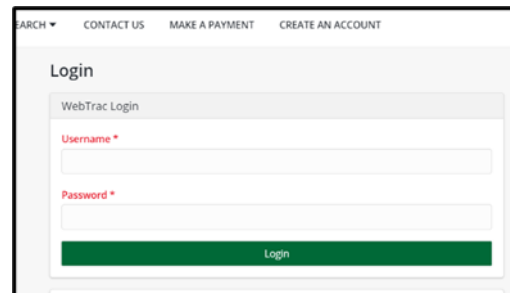 EARCH CONTACT US MAKE A PAYMENT CREATE AN ACCOUNT
Login
WebTrac Login
Username *
Password *
Login